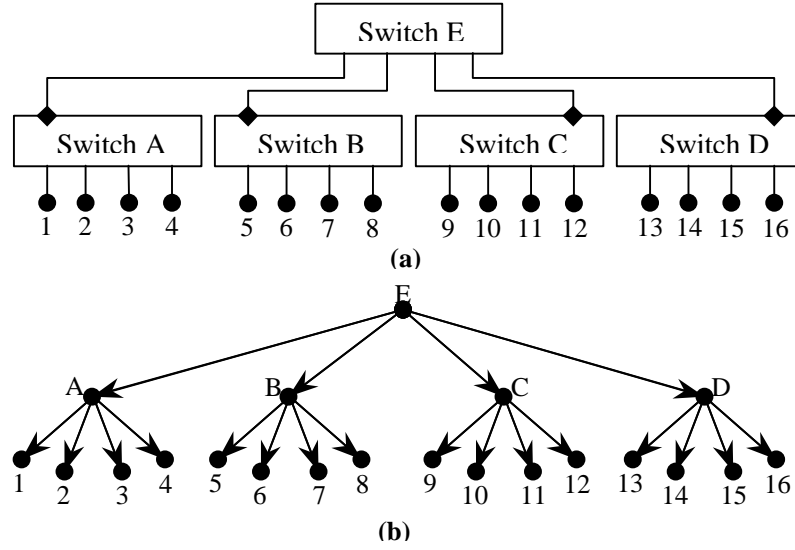 Switch E
Switch A Switch B Switch C Switch D
1 2 3 4 5 6 7 8 9 10 11 12 13 14 15 16
(a)
E
A B C D
1 2 3 4 5 6 7 8 9 10 11 12 13 14 15 16
(b)